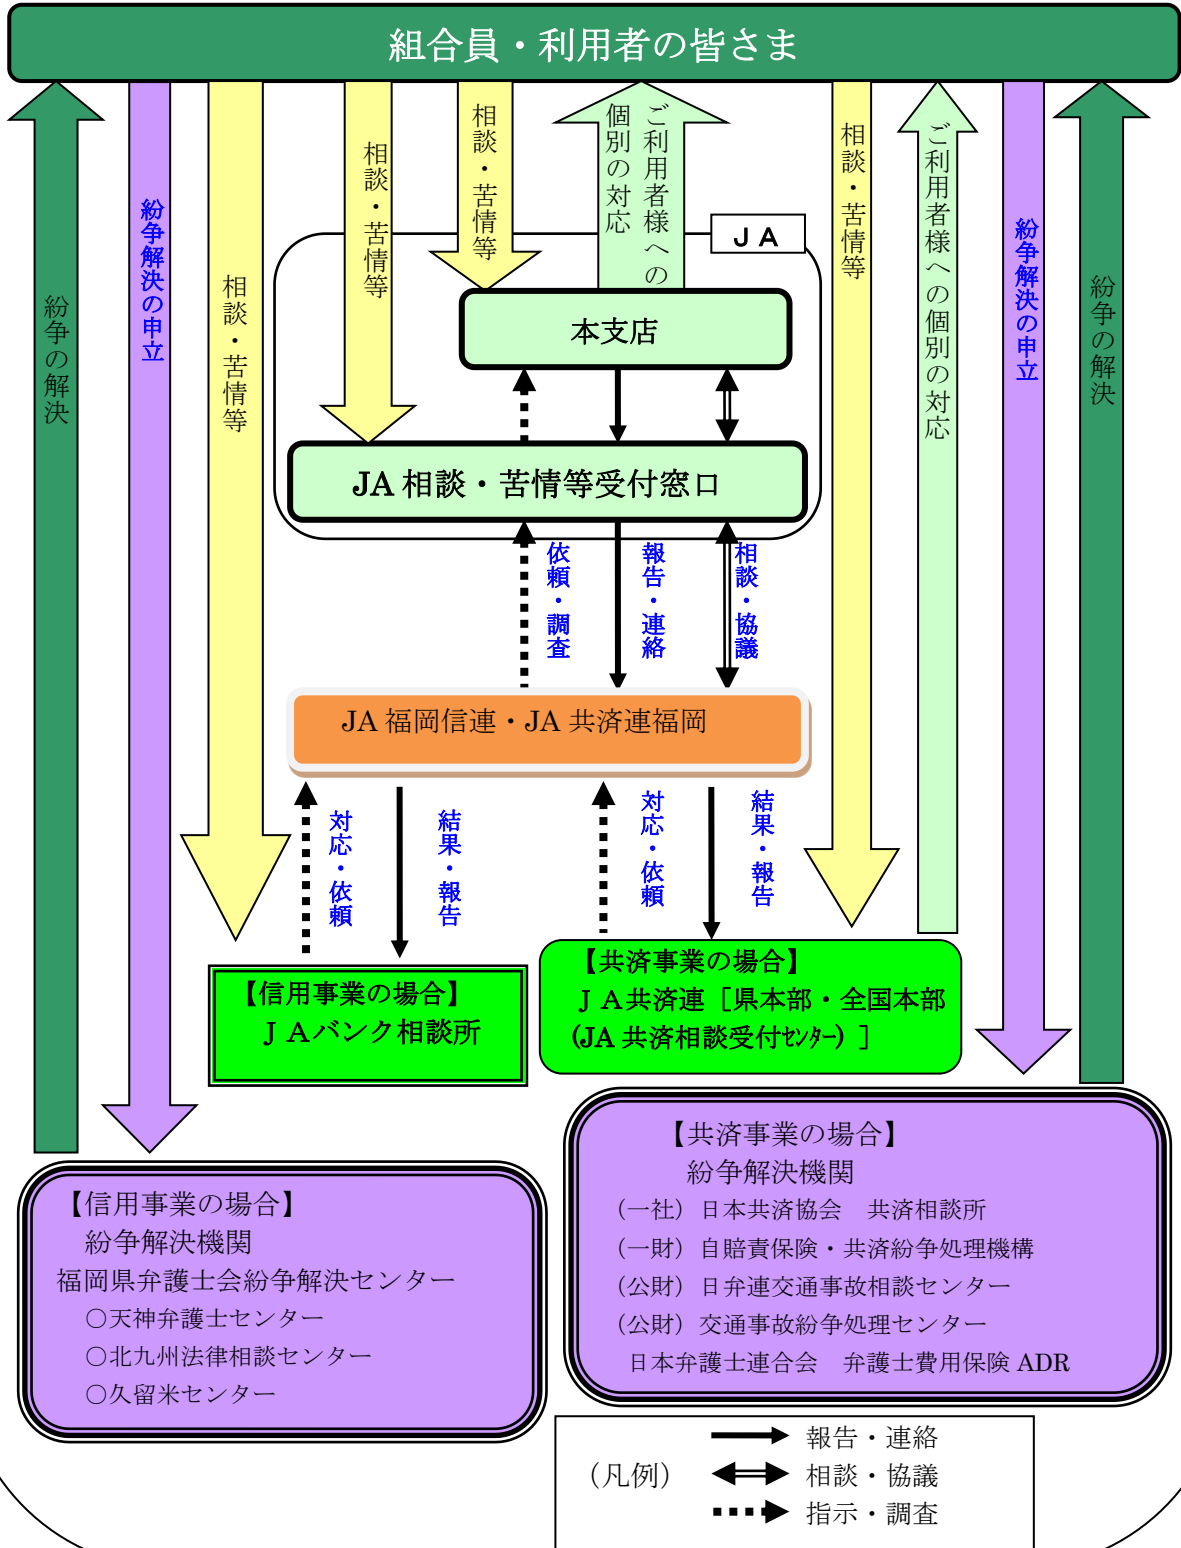 組合員・利用者の皆さま
紛争の解決
紛争解決の申立
相談・苦情等
相談・苦情等
相談・苦情等
ご利用者様への
個別の対応
相談・苦情等
ご利用者様への個別の対応
紛争解決の申立
紛争の解決
ＪＡ
本支店
JA 相談・苦情等受付窓口
依頼・調査
報告・連絡
相談・協議
JA 福岡信連・JA 共済連福岡
対応・依頼
結果・報告
対応・依頼
結果・報告
【信用事業の場合】
ＪＡバンク相談所
【共済事業の場合】
ＪＡ共済連［県本部・全国本部
(JA 共済相談受付ｾﾝﾀｰ) ］
【信用事業の場合】
紛争解決機関
福岡県弁護士会紛争解決センター
○天神弁護士センター
○北九州法律相談センター
○久留米センター
【共済事業の場合】
紛争解決機関
（一社）日本共済協会　共済相談所
（一財）自賠責保険・共済紛争処理機構
（公財）日弁連交通事故相談センター
（公財）交通事故紛争処理センター
日本弁護士連合会　弁護士費用保険 ADR
（凡例）
報告・連絡
相談・協議
指示・調査